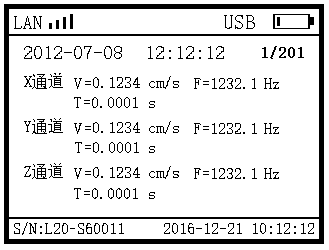 LAN USB
2012-07-08 12:12:12 1/201
X通道 V=0.1234 cm/s F=1232.1 Hz
T=0.0001 s
Y通道 V=0.1234 cm/s F=1232.1 Hz
T=0.0001 s
Z通道 V=0.1234 cm/s F=1232.1 Hz
T=0.0001 s
S/N:L20-S60011 2016-12-21 10:12:12